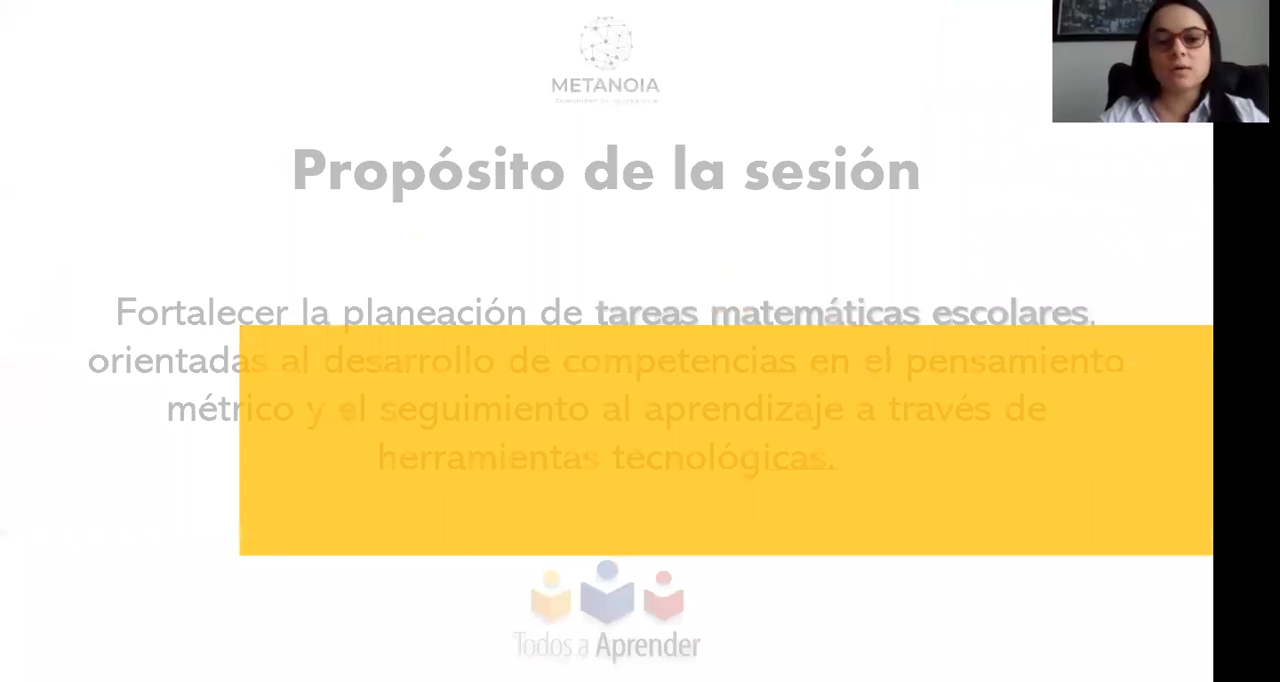 METANOIA
Propósito de la sesión
Fortalecer la planeación de tareas matemáticas escolares,
orientadas al desarrollo de competencias en el pensamiento
métrico y el seguimiento al aprendizaje a través de
herramientas tecnológicas.
Todos a Aprender